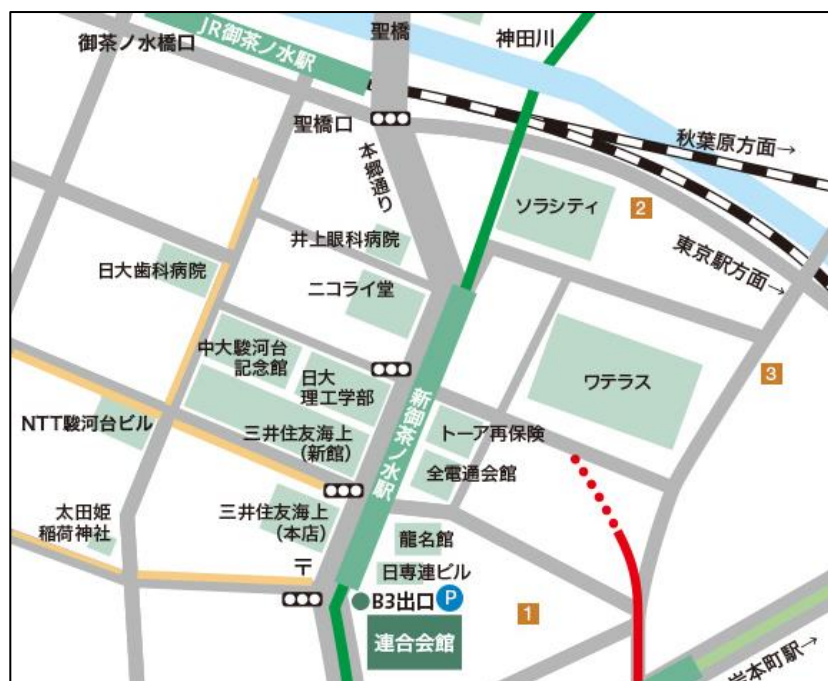 聖橋
神田川
JR御茶ノ水駅
御茶ノ水橋口
聖橋口
秋葉原方面→
本郷通り
ソラシティ
2
井上眼科病院
東京駅方面→
日大歯科病院
ニコライ堂
中大駿河台
記念館
日大
理工学部
ワテラス
3
新御茶ノ水駅
NTT駿河台ビル
三井住友海上
(新館)
トーア再保険
全電通会館
太田姫
稲荷神社
三井住友海上
(本店)
龍名館
〒
日専連ビル
B3出口
P
1
連合会館
岩本町駅→